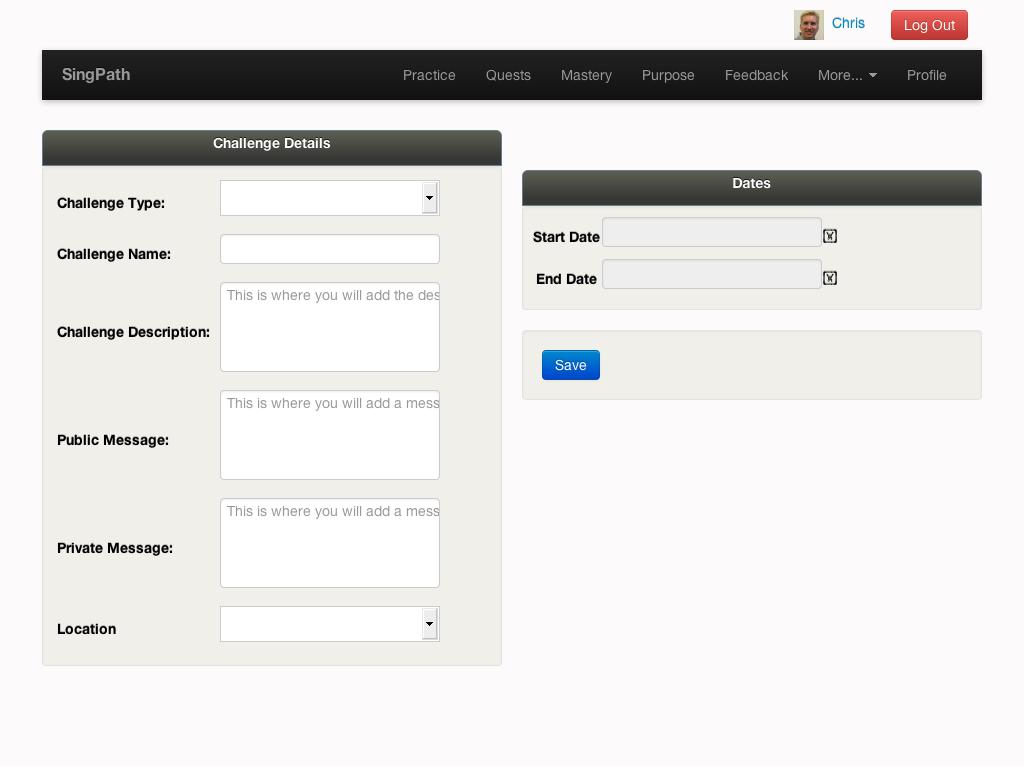 Chris
Log Out
SingPath
Practice
Quests
Mastery
Purpose
Feedback
More...
Profile
Challenge Details
Challenge Type:
Challenge Name:
Challenge Description:
This is where you will add the des
Public Message:
This is where you will add a mess
Private Message:
This is where you will add a mess
Location
Dates
Start Date
End Date
Save